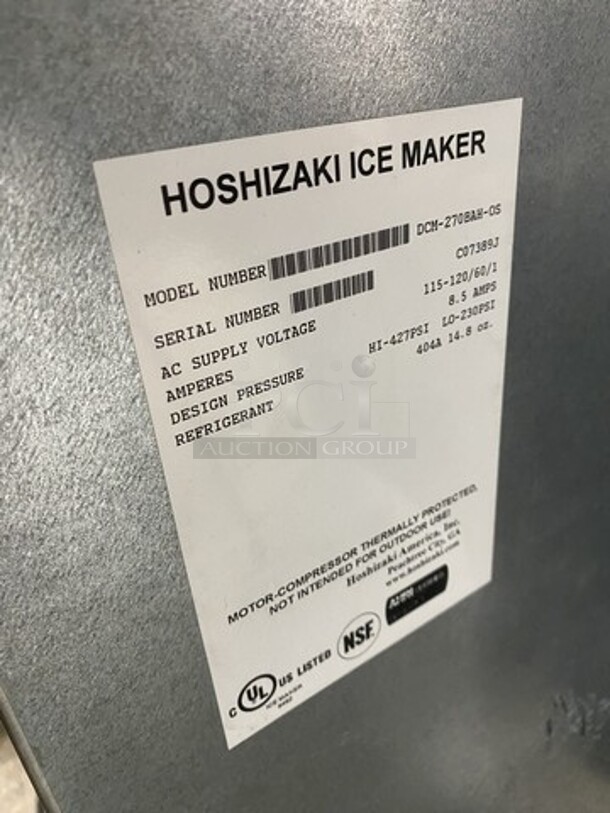 HOSHIZAKI ICE MAKER
MODEL NUMBER DCM-270BAH-OS
SERIAL NUMBER C07389J
AC SUPPLY VOLTAGE 115-120/60/1
AMPERES 8.5 AMPS
DESIGN PRESSURE HI-427PSI LO-230PSI
REFRIGERANT 404A 14.8 oz.
pci
AUCTION GROUP
MOTOR-COMPRESSOR THERMALLY PROTECTED.
NOT INTENDED FOR OUTDOOR USE!
Hoshizaki America, Inc.
Peachtree City, GA
www.hoshizaki.com
C UL US LISTED NSF
ICE MAKER